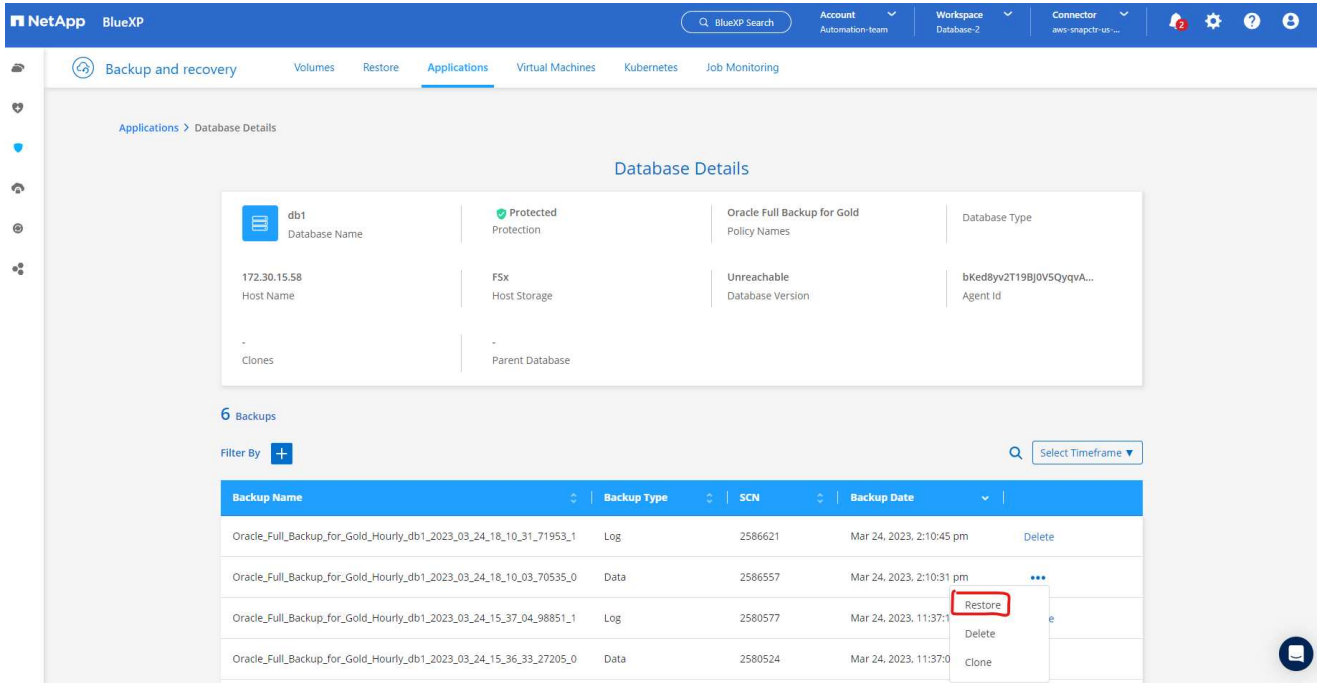 NetApp BlueXP
BlueXP Search
Account
Automation-team
Workspace
Database-2
Connector
aws-snapctr-us-...
2
Backup and recovery
Volumes
Restore
Applications
Virtual Machines
Kubernetes
Job Monitoring
Applications > Database Details
Database Details
db1
Database Name
Protected
Protection
Oracle Full Backup for Gold
Policy Names
Database Type
172.30.15.58
Host Name
FSx
Host Storage
Unreachable
Database Version
bKed8yv2T19BJ0V5QyqvA...
Agent Id
-
Clones
-
Parent Database
6 Backups
Filter By +
Select Timeframe ▼
Backup Name Backup Type SCN Backup Date
Oracle_Full_Backup_for_Gold_Hourly_db1_2023_03_24_18_10_31_71953_1 Log 2586621 Mar 24, 2023, 2:10:45 pm Delete
Oracle_Full_Backup_for_Gold_Hourly_db1_2023_03_24_18_10_03_70535_0 Data 2586557 Mar 24, 2023, 2:10:31 pm •••
Restore
Oracle_Full_Backup_for_Gold_Hourly_db1_2023_03_24_15_37_04_98851_1 Log 2580577 Mar 24, 2023, 11:37:1
Delete
Oracle_Full_Backup_for_Gold_Hourly_db1_2023_03_24_15_36_33_27205_0 Data 2580524 Mar 24, 2023, 11:37:0
Clone